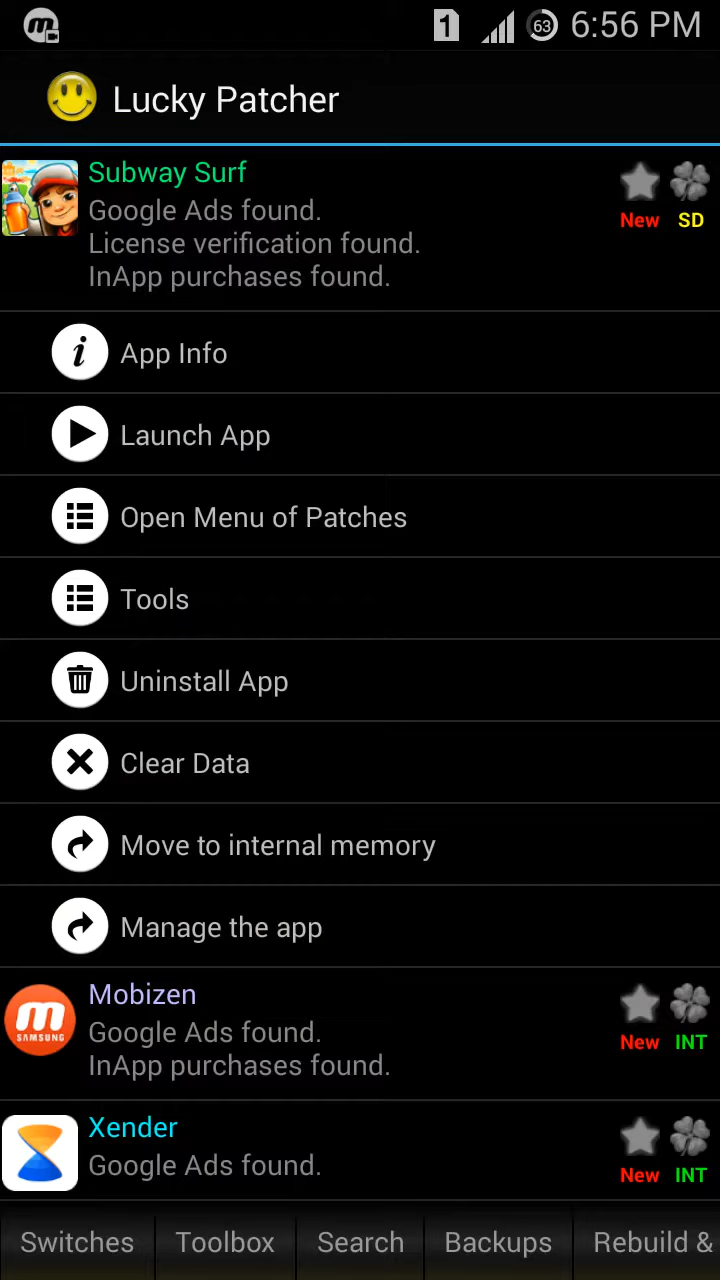 1 63 6:56 PM
Lucky Patcher
Subway Surf
Google Ads found.
License verification found.
InApp purchases found.
New SD
App Info
Launch App
Open Menu of Patches
Tools
Uninstall App
Clear Data
Move to internal memory
Manage the app
Mobizen
Google Ads found.
InApp purchases found.
New INT
m
SAMSUNG
Xender
Google Ads found.
New INT
Switches Toolbox Search Backups Rebuild &